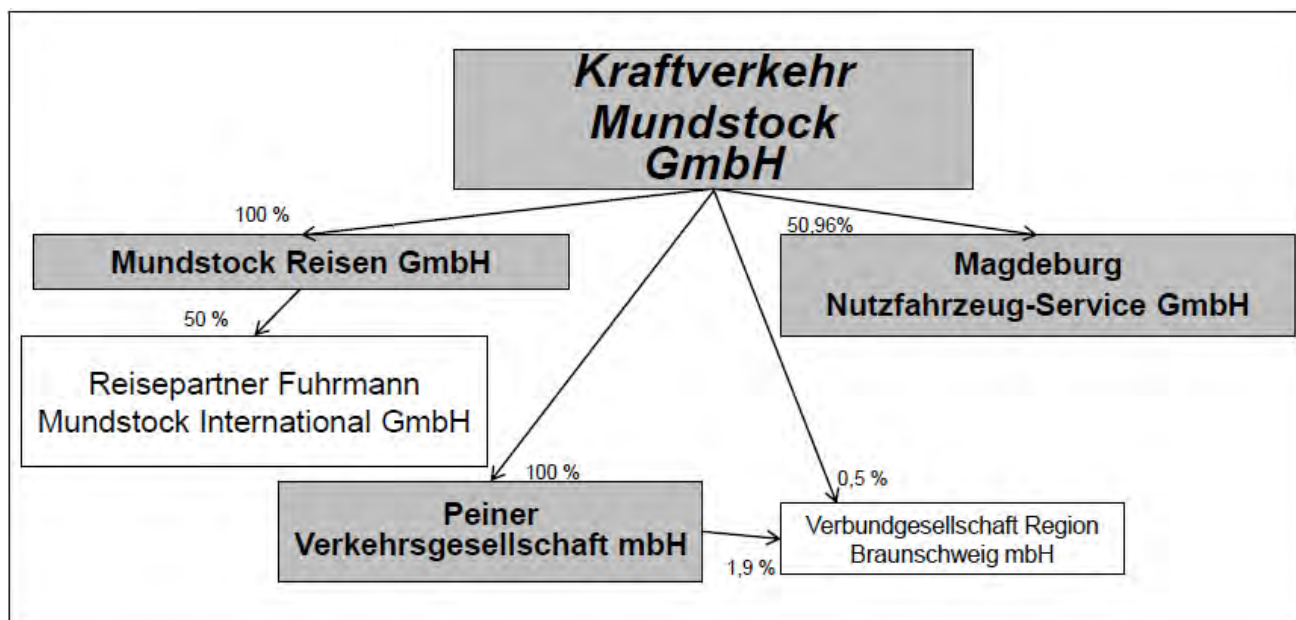 Kraftverkehr
Mundstock
GmbH
100 %
50,96%
Mundstock Reisen GmbH
Magdeburg
Nutzfahrzeug-Service GmbH
50 %
Reisepartner Fuhrmann
Mundstock International GmbH
100 %
0,5 %
Peiner
Verkehrsgesellschaft mbH
Verbundgesellschaft Region
Braunschweig mbH
1,9 %